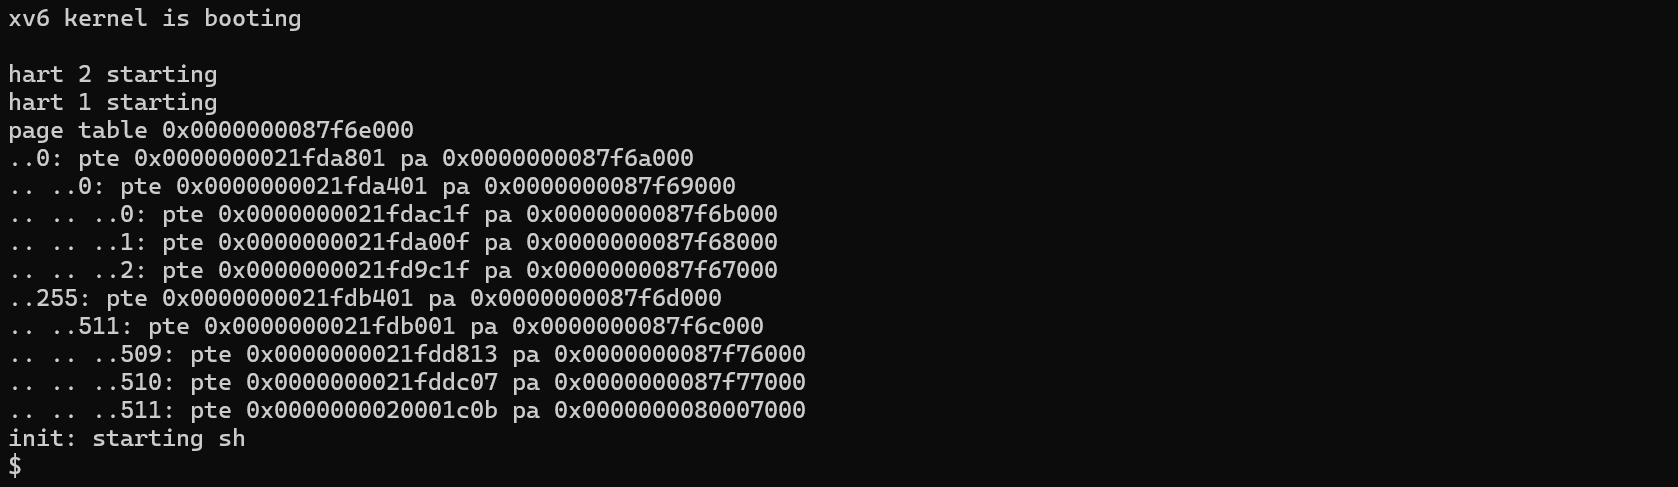 xv6 kernel is booting
hart 2 starting
hart 1 starting
page table 0x0000000087f6e000
..0: pte 0x0000000021fda801 pa 0x0000000087f6a000
.. ..0: pte 0x0000000021fda401 pa 0x0000000087f69000
.. .. ..0: pte 0x0000000021fdac1f pa 0x0000000087f6b000
.. .. ..1: pte 0x0000000021fda00f pa 0x0000000087f68000
.. .. ..2: pte 0x0000000021fd9c1f pa 0x0000000087f67000
..255: pte 0x0000000021fdb401 pa 0x0000000087f6d000
.. ..511: pte 0x0000000021fdb001 pa 0x0000000087f6c000
.. .. ..509: pte 0x0000000021fdd813 pa 0x0000000087f76000
.. .. ..510: pte 0x0000000021fddc07 pa 0x0000000087f77000
.. .. ..511: pte 0x0000000020001c0b pa 0x0000000080007000
init: starting sh
$